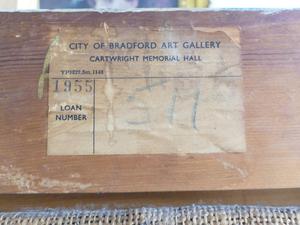 CITY OF BRADFORD ART GALLERY
CARTWRIGHT MEMORIAL HALL
1955
LOAN
NUMBER